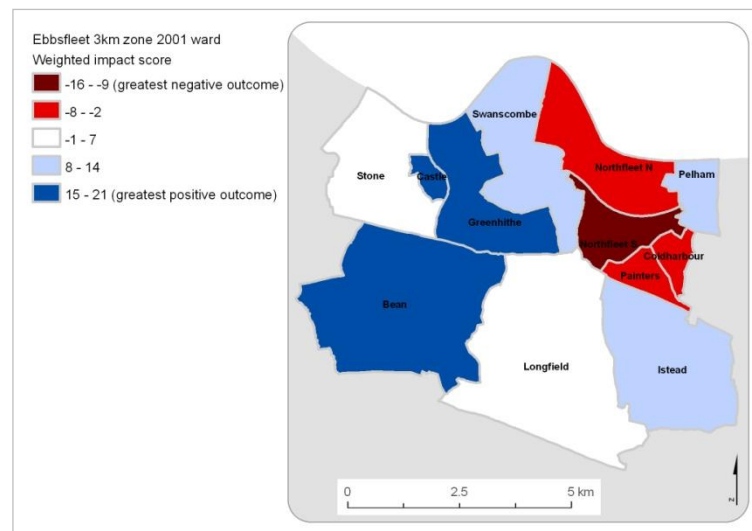 Ebbsfleet 3km zone 2001 ward
Weighted impact score
-16 - -9 (greatest negative outcome)
-8 - -2
-1 - 7
8 - 14
15 - 21 (greatest positive outcome)
Swanscombe
Stone
Castle
Northfleet N
Pelham
Greenhithe
Northfleet S
Coldharbour
Painters
Bean
Longfield
Istead
0 2.5 5 km
N